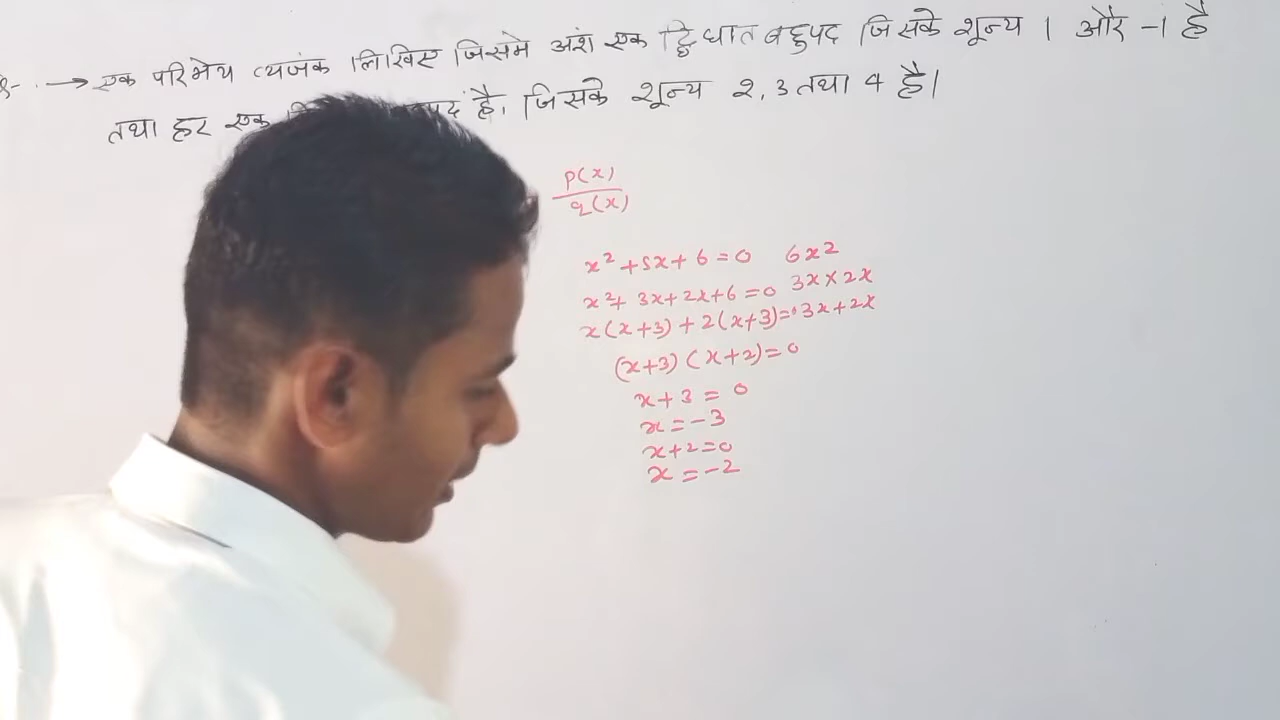 → एक परिमेय व्यजंक लिखिए जिसमे अंश एक द्विघात बहुपद जिसके शून्य 1 और -1 है
तथा हर एक है, जिसके शून्य 2, 3 तथा 4 है।
p(x)
q(x)
x² + 5x + 6 = 0 6x²
x² + 3x + 2x + 6 = 0 3x × 2x
x(x+3) + 2(x+3) = 0 3x + 2x
(x+3) (x+2) = 0
x + 3 = 0
x = -3
x + 2 = 0
x = -2